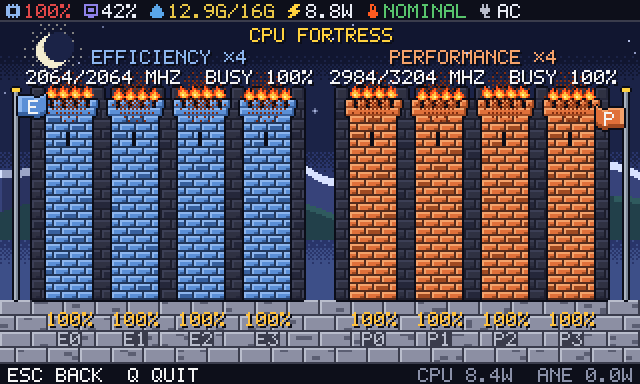 100% 42% 12.9G/16G 8.8W NOMINAL AC
CPU FORTRESS
EFFICIENCY ×4 PERFORMANCE ×4
2064/2064 MHZ BUSY 100% 2984/3204 MHZ BUSY 100%
E P
100% 100% 100% 100% 100% 100% 100% 100%
E0 E1 E2 E3 P0 P1 P2 P3
ESC BACK Q QUIT CPU 8.4W ANE 0.0W